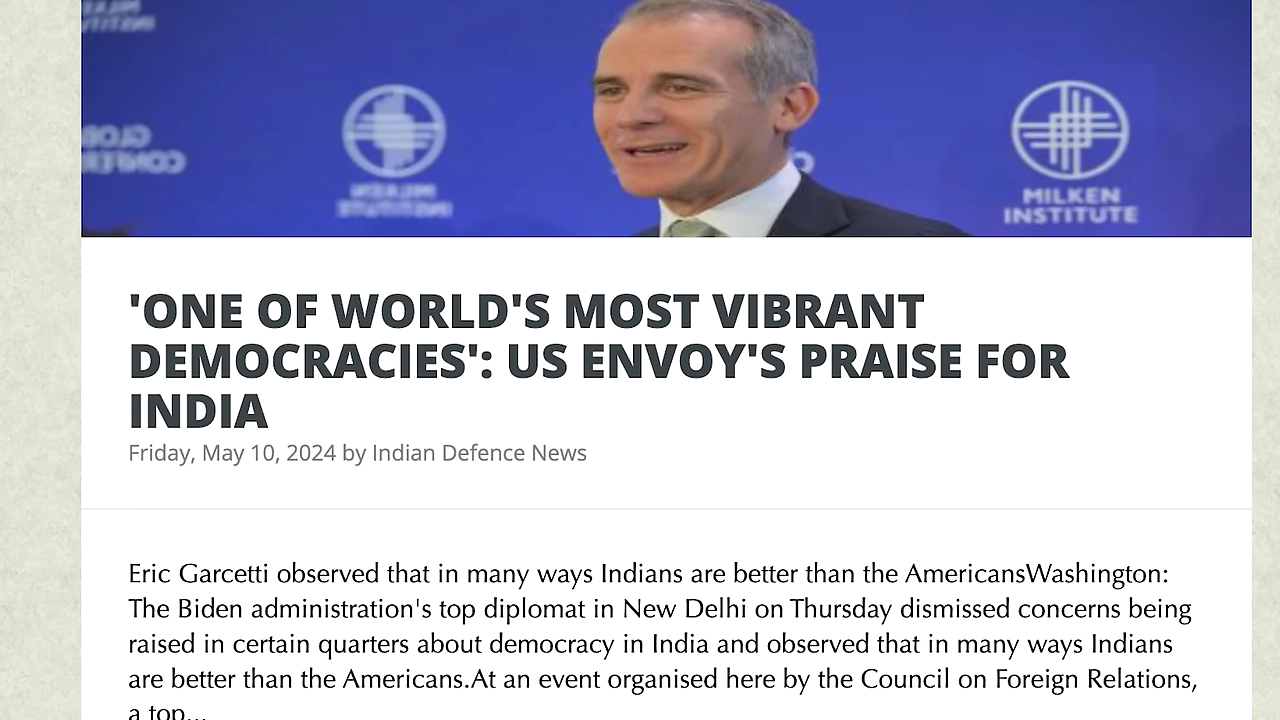 MILKEN
INSTITUTE
'ONE OF WORLD'S MOST VIBRANT
DEMOCRACIES': US ENVOY'S PRAISE FOR
INDIA
Friday, May 10, 2024 by Indian Defence News
Eric Garcetti observed that in many ways Indians are better than the AmericansWashington:
The Biden administration's top diplomat in New Delhi on Thursday dismissed concerns being
raised in certain quarters about democracy in India and observed that in many ways Indians
are better than the Americans.At an event organised here by the Council on Foreign Relations,
a top...